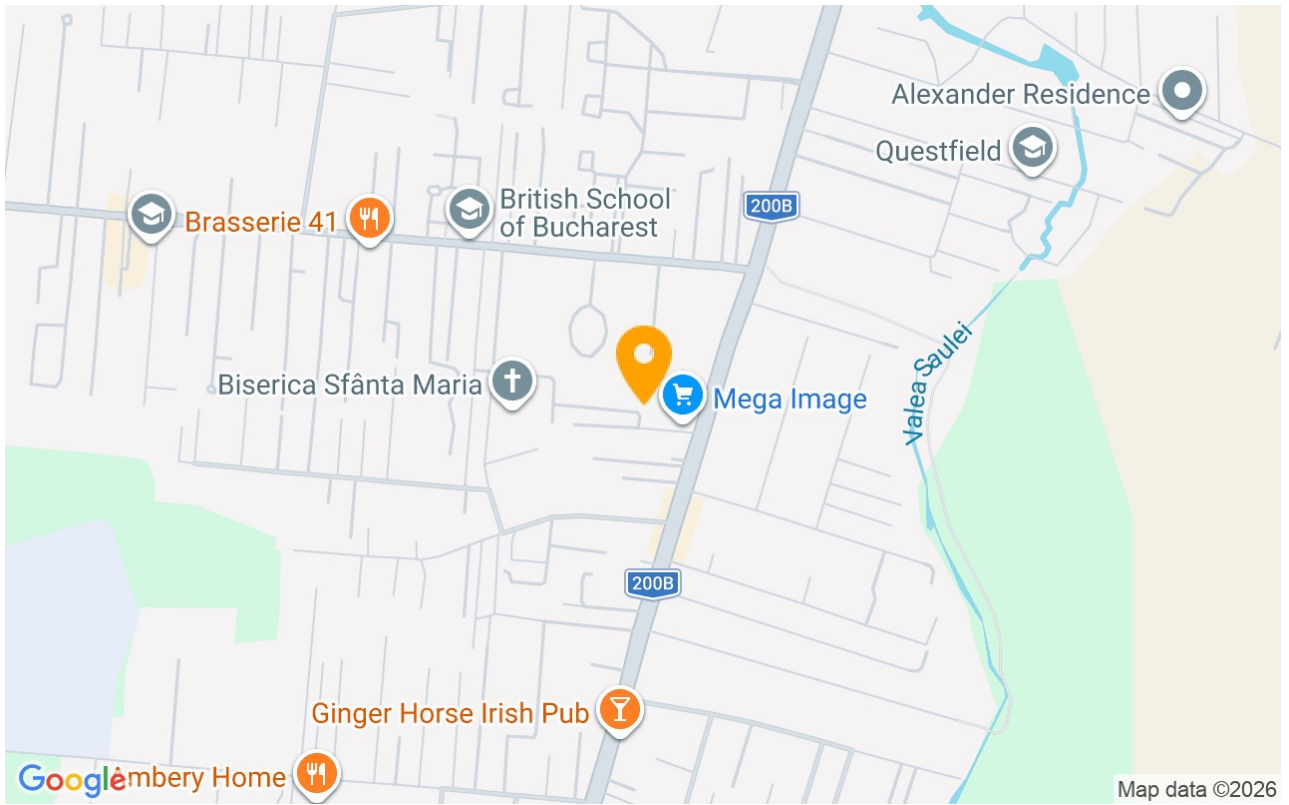 Alexander Residence
Questfield
British School
of Bucharest
200B
Brasserie 41
Valea Saulei
Biserica Sfânta Maria
Mega Image
200B
Ginger Horse Irish Pub
Google
Ambery Home
Map data ©2026